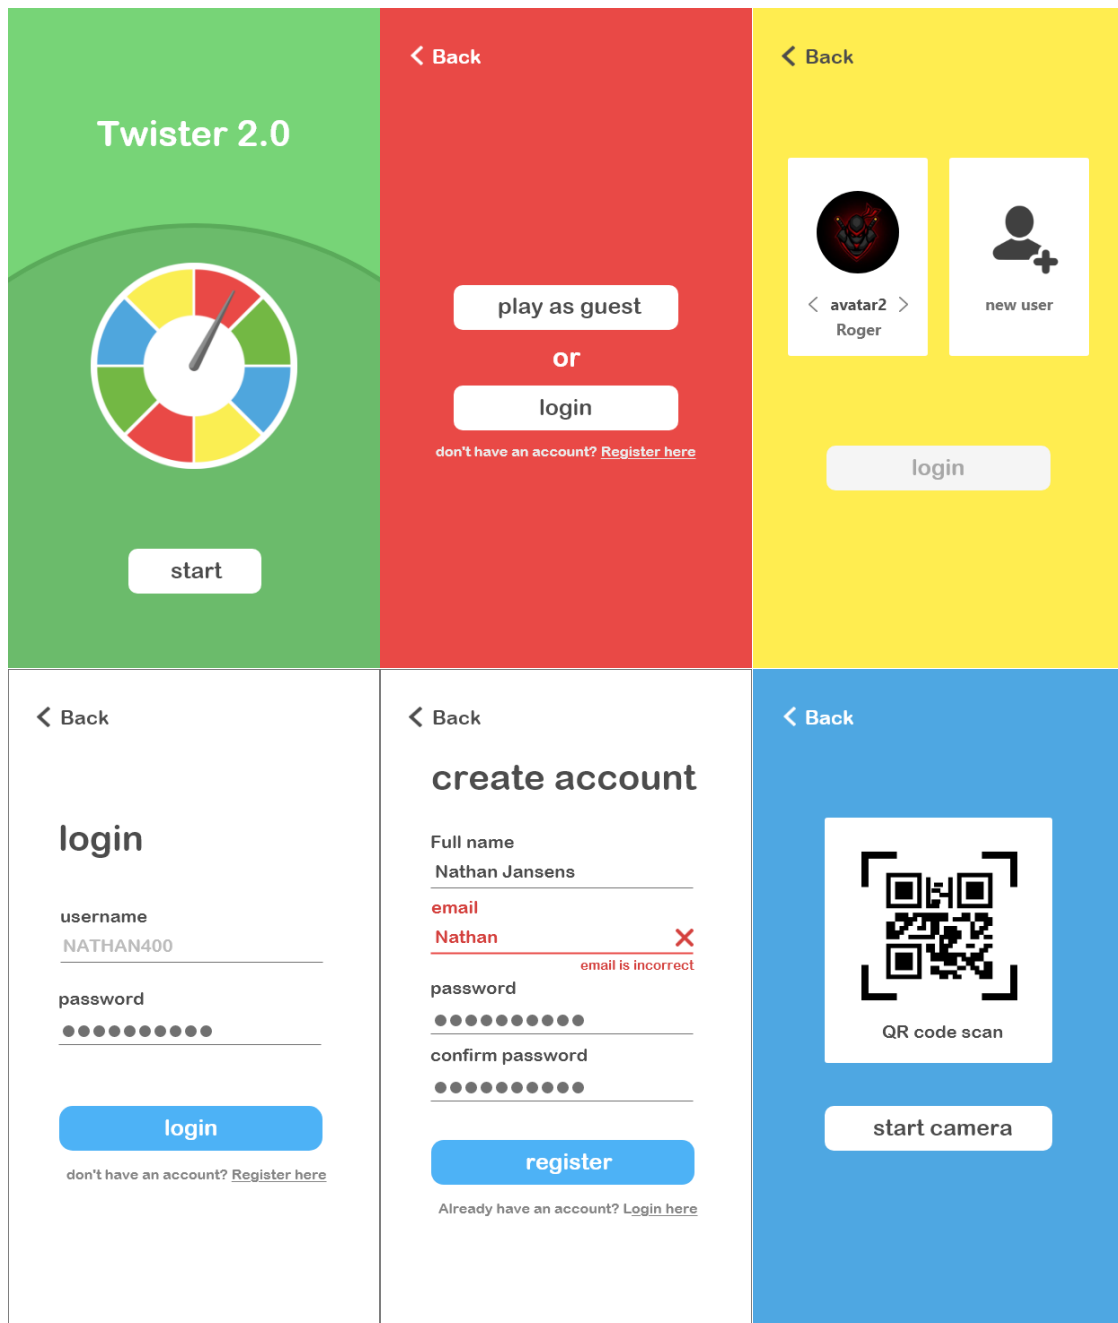 Twister 2.0
start
Back
play as guest
or
login
don't have an account? Register here
Back
avatar2
Roger
new user
login
Back
login
username
NATHAN400
password
login
don't have an account? Register here
Back
create account
Full name
Nathan Jansens
email
Nathan
email is incorrect
password
confirm password
register
Already have an account? Login here
Back
QR code scan
start camera